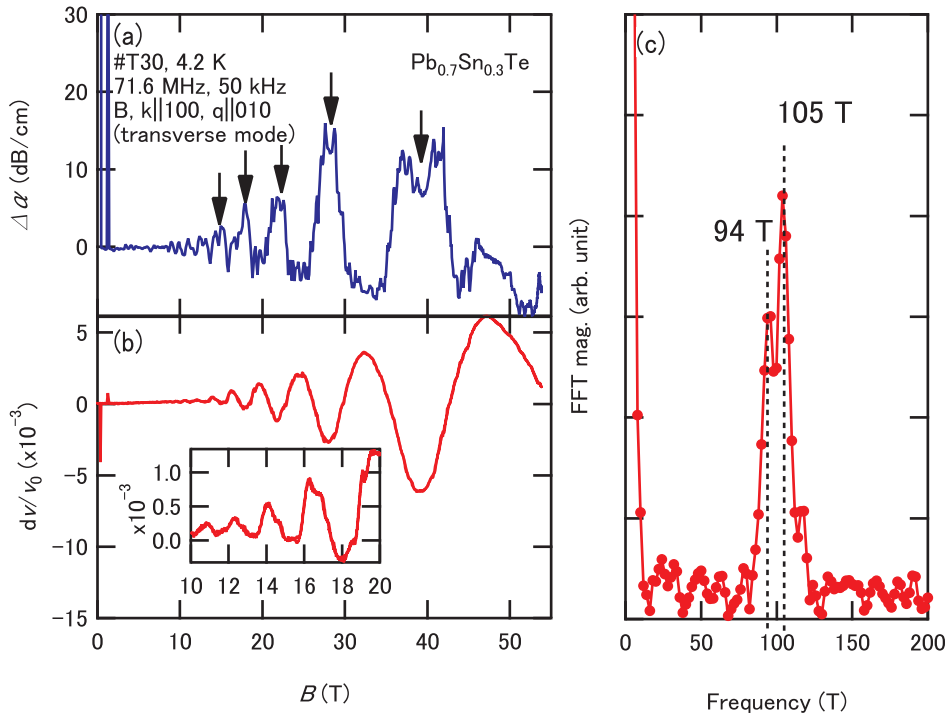 (a)
#T30, 4.2 K
71.6 MHz, 50 kHz
B, k||100, q||010
(transverse mode)
Pb0.7Sn0.3Te
30
20
10
0
Δα (dB/cm)
(b)
5
0
−5
−10
−15
dv/v0 (x10−3)
1.0
0.5
0.0
x10−3
10 12 14 16 18 20
0 10 20 30 40 50
B (T)
(c)
105 T
94 T
FFT mag. (arb. unit)
0 50 100 150 200
Frequency (T)